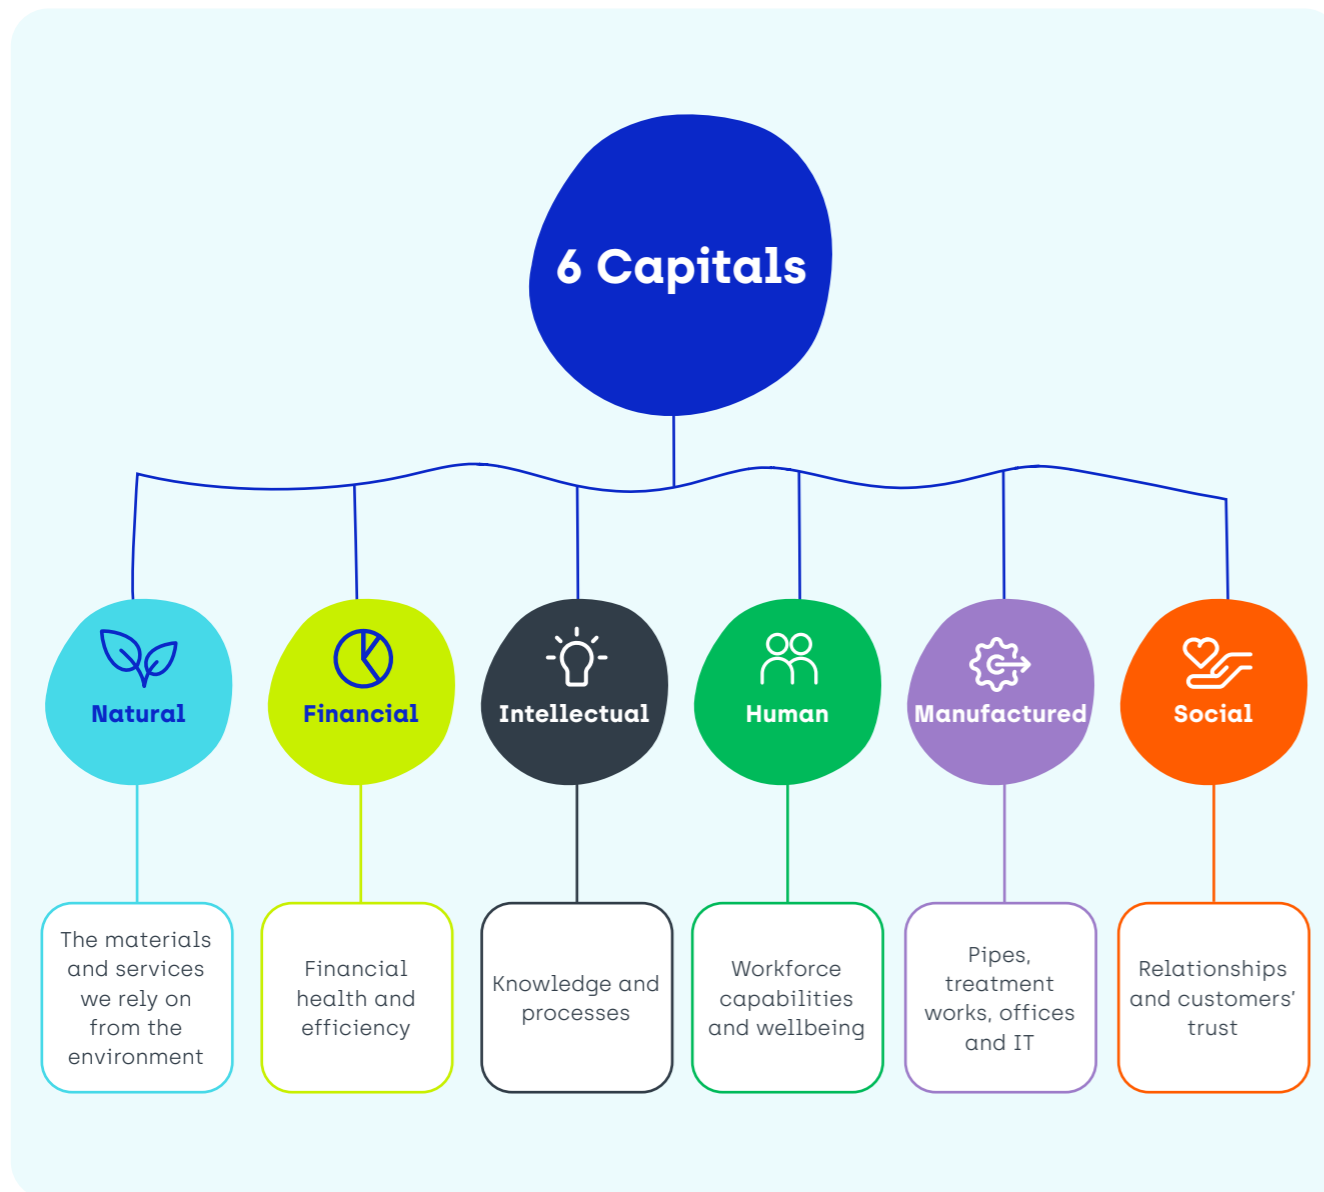 6 Capitals
Natural
Financial
Intellectual
Human
Manufactured
Social
The materials
and services
we rely on
from the
environment
Financial
health and
efficiency
Knowledge and
processes
Workforce
capabilities
and wellbeing
Pipes,
treatment
works, offices
and IT
Relationships
and customers’
trust